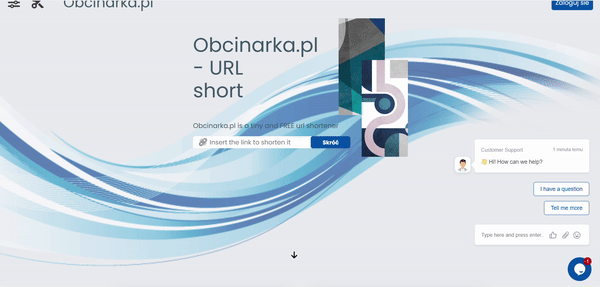 Obcinarka.pl
Zaloguj się
Obcinarka.pl
- URL
short
Obcinarka.pl is a tiny and FREE url shortener
Insert the link to shorten it
Skróć
Customer Support
1 minuta temu
👋 Hi! How can we help?
I have a question
Tell me more
Type here and press enter..
1